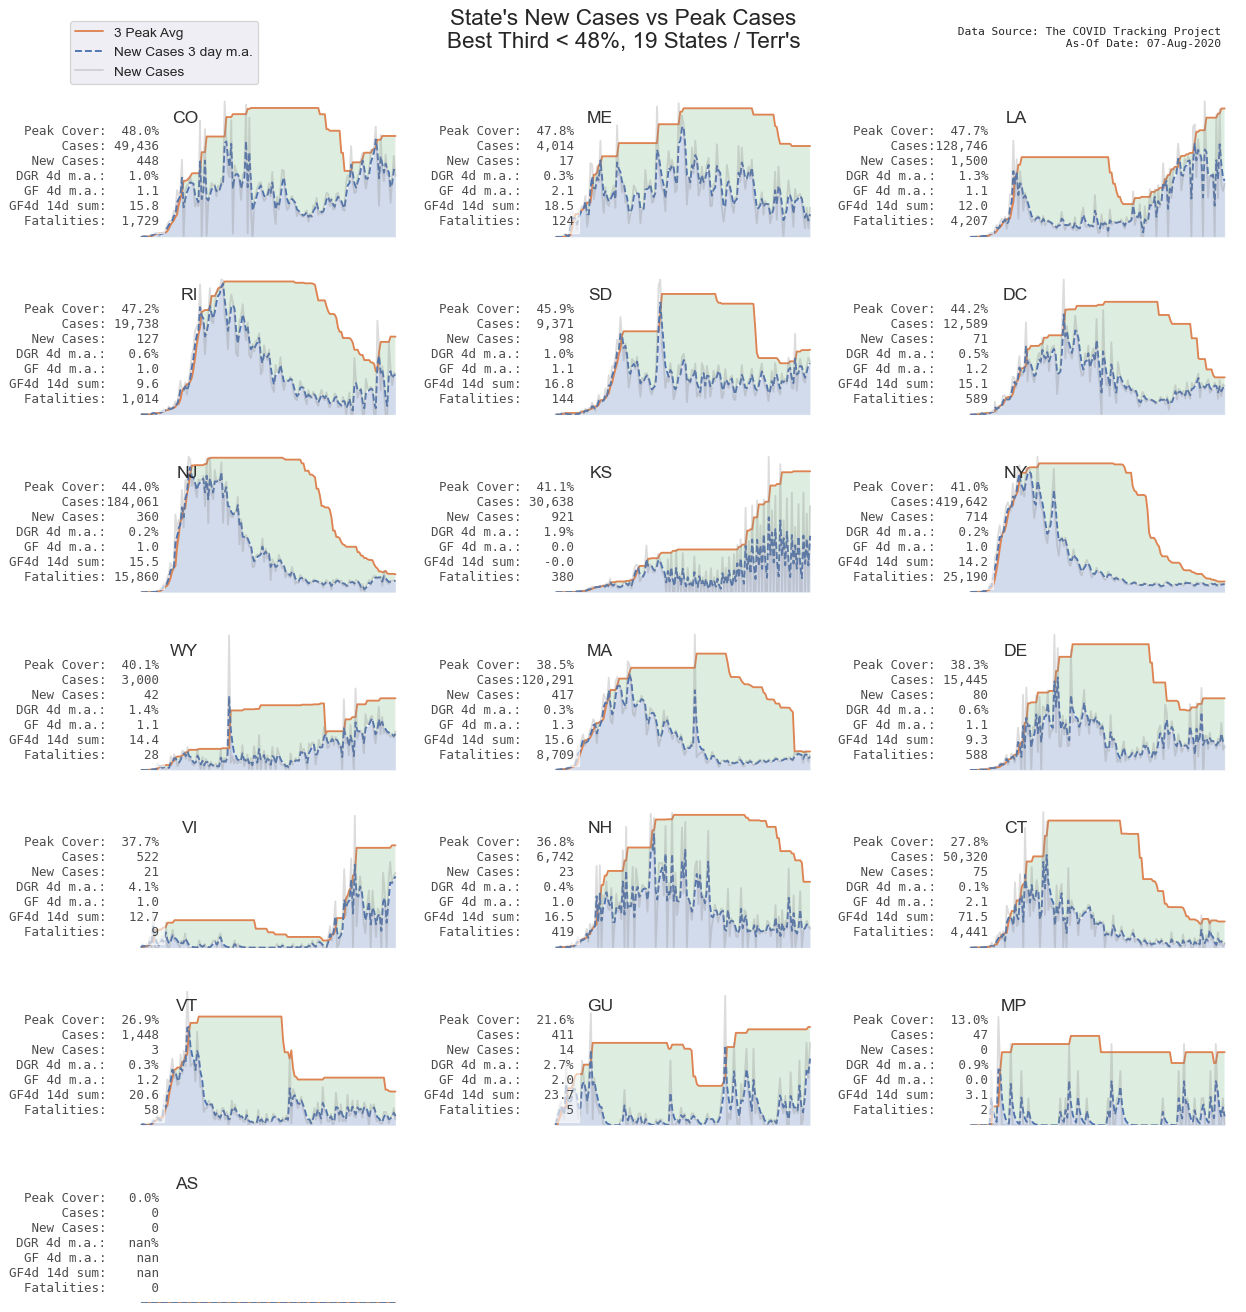 State's New Cases vs Peak Cases
Best Third < 48%, 19 States / Terr's
3 Peak Avg
New Cases 3 day m.a.
New Cases
Data Source: The COVID Tracking Project
As-Of Date: 07-Aug-2020
CO
Peak Cover: 48.0%
Cases: 49,436
New Cases: 448
DGR 4d m.a.: 1.0%
GF 4d m.a.: 1.1
GF4d 14d sum: 15.8
Fatalities: 1,729
ME
Peak Cover: 47.8%
Cases: 4,014
New Cases: 17
DGR 4d m.a.: 0.3%
GF 4d m.a.: 2.1
GF4d 14d sum: 18.5
Fatalities: 124
LA
Peak Cover: 47.7%
Cases:128,746
New Cases: 1,500
DGR 4d m.a.: 1.3%
GF 4d m.a.: 1.1
GF4d 14d sum: 12.0
Fatalities: 4,207
RI
Peak Cover: 47.2%
Cases: 19,738
New Cases: 127
DGR 4d m.a.: 0.6%
GF 4d m.a.: 1.0
GF4d 14d sum: 9.6
Fatalities: 1,014
SD
Peak Cover: 45.9%
Cases: 9,371
New Cases: 98
DGR 4d m.a.: 1.0%
GF 4d m.a.: 1.1
GF4d 14d sum: 16.8
Fatalities: 144
DC
Peak Cover: 44.2%
Cases: 12,589
New Cases: 71
DGR 4d m.a.: 0.5%
GF 4d m.a.: 1.2
GF4d 14d sum: 15.1
Fatalities: 589
NJ
Peak Cover: 44.0%
Cases:184,061
New Cases: 360
DGR 4d m.a.: 0.2%
GF 4d m.a.: 1.0
GF4d 14d sum: 15.5
Fatalities: 15,860
KS
Peak Cover: 41.1%
Cases: 30,638
New Cases: 921
DGR 4d m.a.: 1.9%
GF 4d m.a.: 0.0
GF4d 14d sum: -0.0
Fatalities: 380
NY
Peak Cover: 41.0%
Cases:419,642
New Cases: 714
DGR 4d m.a.: 0.2%
GF 4d m.a.: 1.0
GF4d 14d sum: 14.2
Fatalities: 25,190
WY
Peak Cover: 40.1%
Cases: 3,000
New Cases: 42
DGR 4d m.a.: 1.4%
GF 4d m.a.: 1.1
GF4d 14d sum: 14.4
Fatalities: 28
MA
Peak Cover: 38.5%
Cases:120,291
New Cases: 417
DGR 4d m.a.: 0.3%
GF 4d m.a.: 1.3
GF4d 14d sum: 15.6
Fatalities: 8,709
DE
Peak Cover: 38.3%
Cases: 15,445
New Cases: 80
DGR 4d m.a.: 0.6%
GF 4d m.a.: 1.1
GF4d 14d sum: 9.3
Fatalities: 588
VI
Peak Cover: 37.7%
Cases: 522
New Cases: 21
DGR 4d m.a.: 4.1%
GF 4d m.a.: 1.0
GF4d 14d sum: 12.7
Fatalities: 9
NH
Peak Cover: 36.8%
Cases: 6,742
New Cases: 23
DGR 4d m.a.: 0.4%
GF 4d m.a.: 1.0
GF4d 14d sum: 16.5
Fatalities: 419
CT
Peak Cover: 27.8%
Cases: 50,320
New Cases: 75
DGR 4d m.a.: 0.1%
GF 4d m.a.: 2.1
GF4d 14d sum: 71.5
Fatalities: 4,441
VT
Peak Cover: 26.9%
Cases: 1,448
New Cases: 3
DGR 4d m.a.: 0.3%
GF 4d m.a.: 1.2
GF4d 14d sum: 20.6
Fatalities: 58
GU
Peak Cover: 21.6%
Cases: 411
New Cases: 14
DGR 4d m.a.: 2.7%
GF 4d m.a.: 2.0
GF4d 14d sum: 23.7
Fatalities: 5
MP
Peak Cover: 13.0%
Cases: 47
New Cases: 0
DGR 4d m.a.: 0.9%
GF 4d m.a.: 0.0
GF4d 14d sum: 3.1
Fatalities: 2
AS
Peak Cover: 0.0%
Cases: 0
New Cases: 0
DGR 4d m.a.: nan%
GF 4d m.a.: nan
GF4d 14d sum: nan
Fatalities: 0